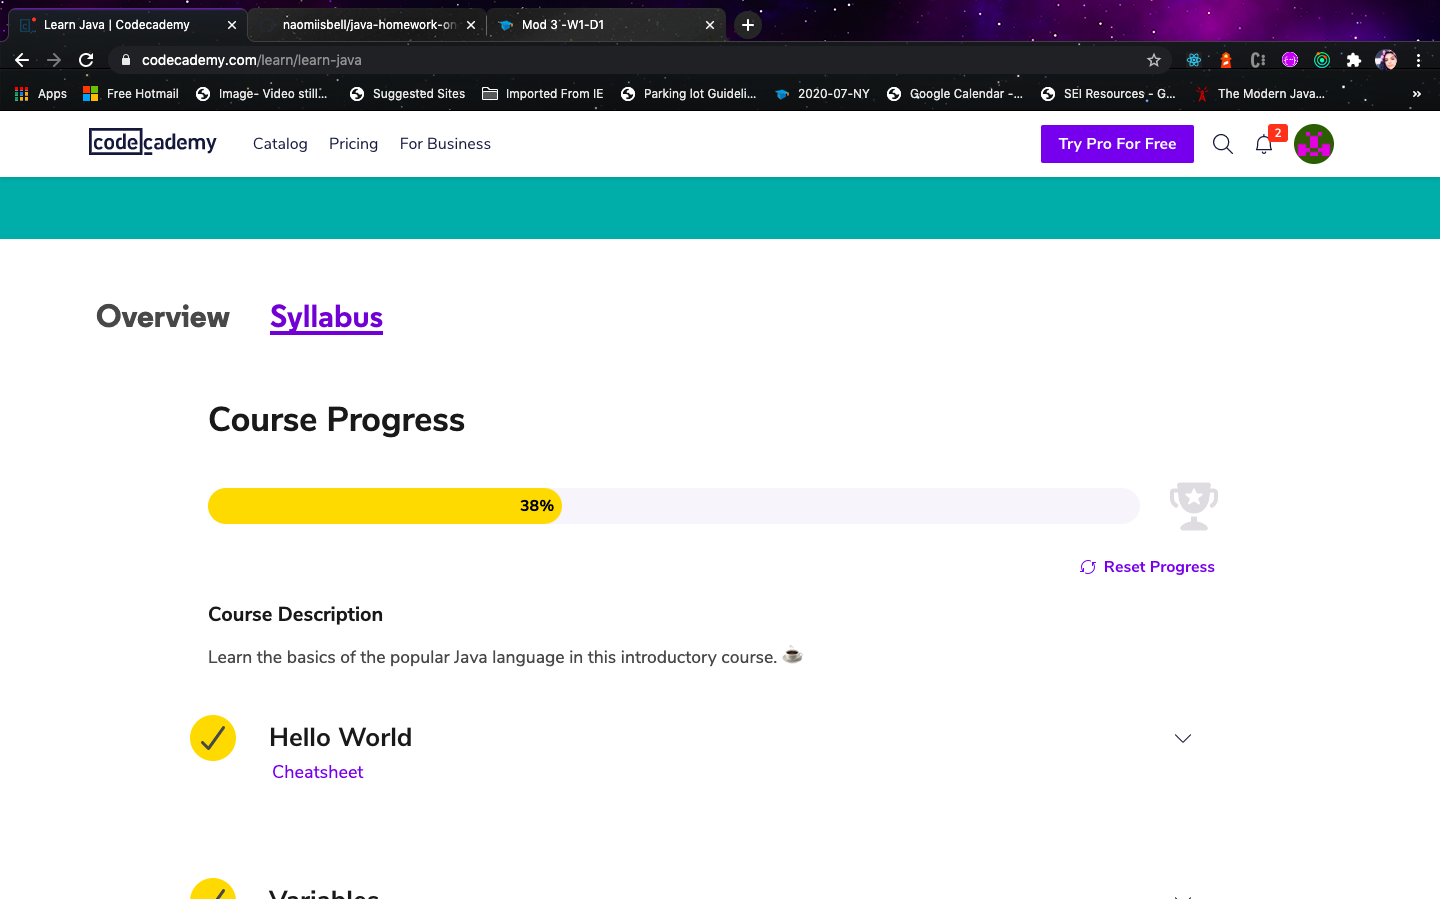 Learn Java | Codecademy
naomiisbell/java-homework-on
Mod 3 -W1-D1
codecademy.com/learn/learn-java
Apps
Free Hotmail
Image- Video still...
Suggested Sites
Imported From IE
Parking lot Guideli...
2020-07-NY
Google Calendar -...
SEI Resources - G...
The Modern Java...
»
codecademy
Catalog
Pricing
For Business
Try Pro For Free
2
Overview
Syllabus
Course Progress
38%
Reset Progress
Course Description
Learn the basics of the popular Java language in this introductory course. ☕
Hello World
Cheatsheet
Variables